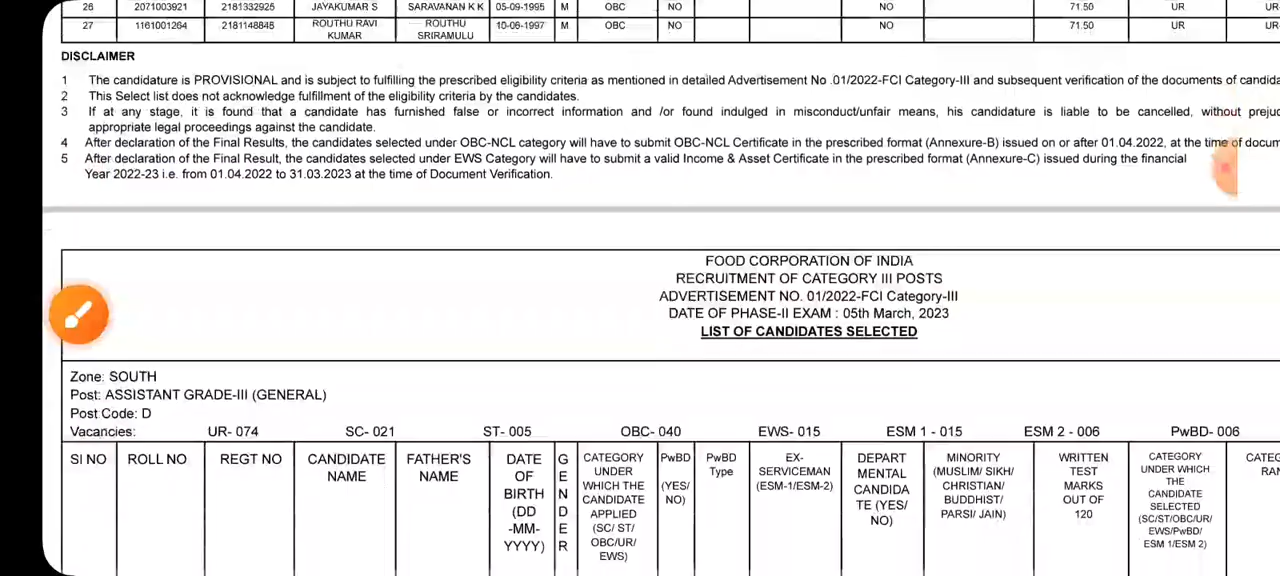 26 2071003921 2181332925 JAYAKUMAR S SARAVANAN K K 05-09-1995 M OBC NO NO 71.50 UR UR-
27 1161001264 2181148845 ROUTHU RAVI KUMAR ROUTHU SRIRAMULU 10-06-1997 M OBC NO NO 71.50 UR UR-
DISCLAIMER
1 The candidature is PROVISIONAL and is subject to fulfilling the prescribed eligibility criteria as mentioned in detailed Advertisement No .01/2022-FCI Category-III and subsequent verification of the documents of candida
2 This Select list does not acknowledge fulfillment of the eligibility criteria by the candidates.
3 If at any stage, it is found that a candidate has furnished false or incorrect information and /or found indulged in misconduct/unfair means, his candidature is liable to be cancelled, without prejuc
appropriate legal proceedings against the candidate.
4 After declaration of the Final Results, the candidates selected under OBC-NCL category will have to submit OBC-NCL Certificate in the prescribed format (Annexure-B) issued on or after 01.04.2022, at the time of docum
5 After declaration of the Final Result, the candidates selected under EWS Category will have to submit a valid Income & Asset Certificate in the prescribed format (Annexure-C) issued during the financial
Year 2022-23 i.e. from 01.04.2022 to 31.03.2023 at the time of Document Verification.
FOOD CORPORATION OF INDIA
RECRUITMENT OF CATEGORY III POSTS
ADVERTISEMENT NO. 01/2022-FCI Category-III
DATE OF PHASE-II EXAM : 05th March, 2023
LIST OF CANDIDATES SELECTED
Zone: SOUTH
Post: ASSISTANT GRADE-III (GENERAL)
Post Code: D
Vacancies: UR- 074 SC- 021 ST- 005 OBC- 040 EWS- 015 ESM 1 - 015 ESM 2 - 006 PwBD- 006
SI NO
ROLL NO
REGT NO
CANDIDATE
NAME
FATHER'S
NAME
DATE
OF
BIRTH
(DD
-MM-
YYYY)
G
E
N
D
E
R
CATEGORY
UNDER
WHICH THE
CANDIDATE
APPLIED
(SC/ ST/
OBC/UR/
EWS)
PwBD
(YES/
NO)
PwBD
Type
EX-
SERVICEMAN
(ESM-1/ESM-2)
DEPART
MENTAL
CANDIDA
TE (YES/
NO)
MINORITY
(MUSLIM/ SIKH/
CHRISTIAN/
BUDDHIST/
PARSI/ JAIN)
WRITTEN
TEST
MARKS
OUT OF
120
CATEGORY
UNDER WHICH
THE
CANDIDATE
SELECTED
(SC/ST/OBC/UR/
EWS/PwBD/
ESM 1/ESM 2)
CATEG
RAN